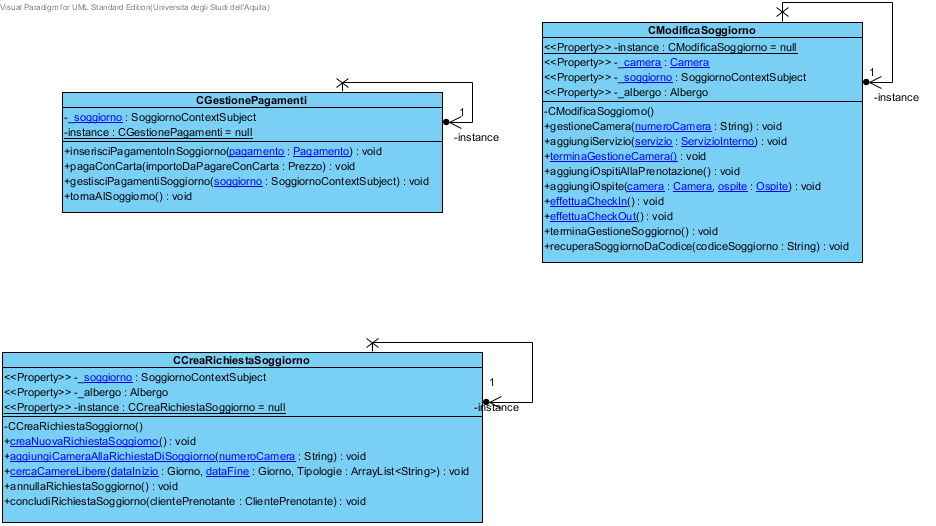 Visual Paradigm for UML Standard Edition(Universita degli Studi dell'Aquila)
CModificaSoggiorno
<<Property>> -instance : CModificaSoggiorno = null
<<Property>> -_camera : Camera
<<Property>> -_soggiorno : SoggiornoContextSubject
<<Property>> -_albergo : Albergo
-CModificaSoggiorno()
+gestioneCamera(numeroCamera : String) : void
+aggiungiServizio(servizio : ServizioInterno) : void
+terminaGestioneCamera() : void
+aggiungiOspitiAllaPrenotazione() : void
+aggiungiOspite(camera : Camera, ospite : Ospite) : void
+effettuaCheckIn() : void
+effettuaCheckOut() : void
+terminaGestioneSoggiorno() : void
+recuperaSoggiornoDaCodice(codiceSoggiorno : String) : void
1
-instance
CGestionePagamenti
-_soggiorno : SoggiornoContextSubject
-instance : CGestionePagamenti = null
+inserisciPagamentoInSoggiorno(pagamento : Pagamento) : void
+pagaConCarta(importoDaPagareConCarta : Prezzo) : void
+gestisciPagamentiSoggiorno(soggiorno : SoggiornoContextSubject) : void
+tornaAlSoggiorno() : void
1
-instance
CCreaRichiestaSoggiorno
<<Property>> -_soggiorno : SoggiornoContextSubject
<<Property>> -_albergo : Albergo
<<Property>> -instance : CCreaRichiestaSoggiorno = null
-CCreaRichiestaSoggiorno()
+creaNuovaRichiestaSoggiorno() : void
+aggiungiCameraAllaRichiestaDiSoggiorno(numeroCamera : String) : void
+cercaCamereLibere(dataInizio : Giorno, dataFine : Giorno, Tipologie : ArrayList<String>) : void
+annullaRichiestaSoggiorno() : void
+concludiRichiestaSoggiorno(clientePrenotante : ClientePrenotante) : void
1
-instance